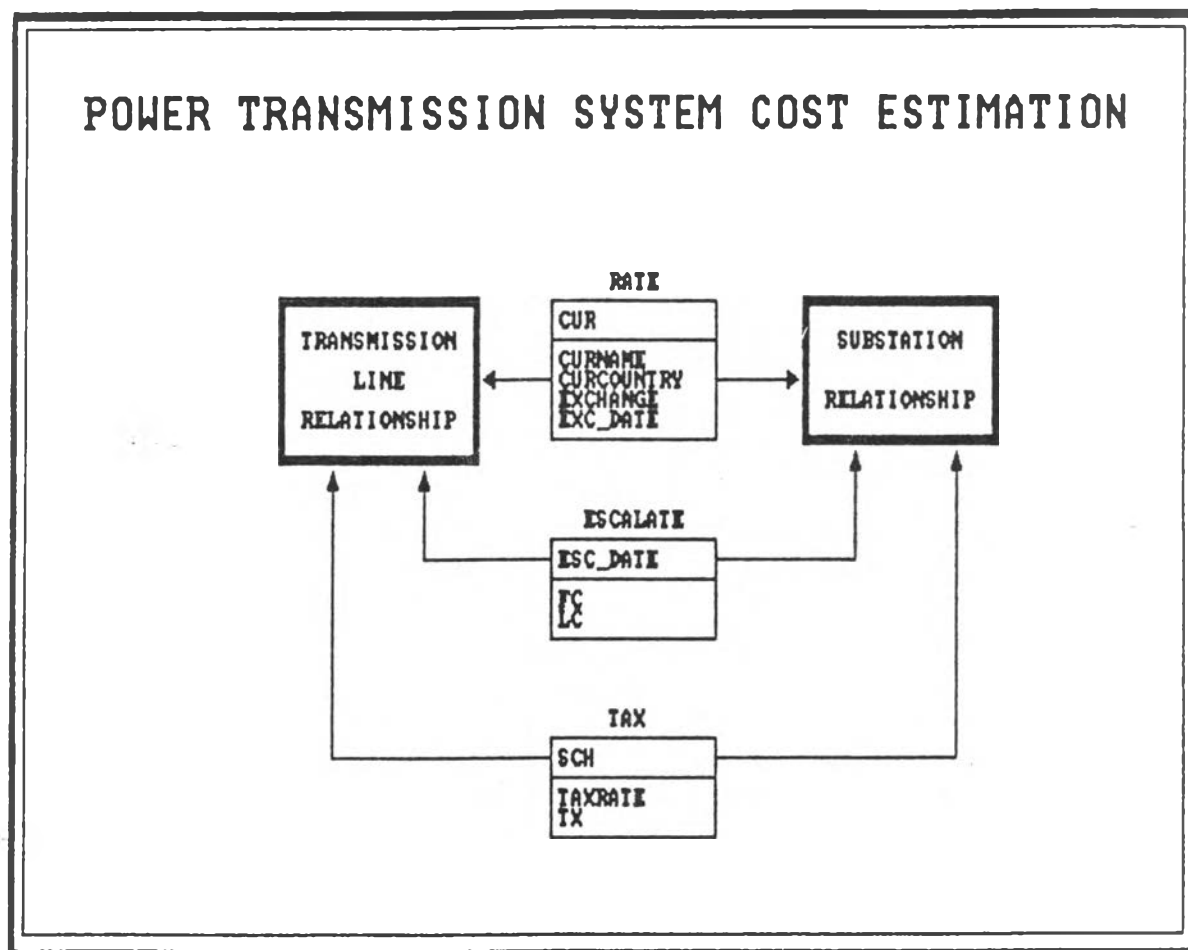 POWER TRANSMISSION SYSTEM COST ESTIMATION
RATE
CUR
CURNAME
CURCOUNTRY
EXCHANGE
EXC_DATE
TRANSMISSION
LINE
RELATIONSHIP
SUBSTATION
RELATIONSHIP
ESCALATE
ESC_DATE
FC
LC
TAX
SCH
TAXRATE
TX